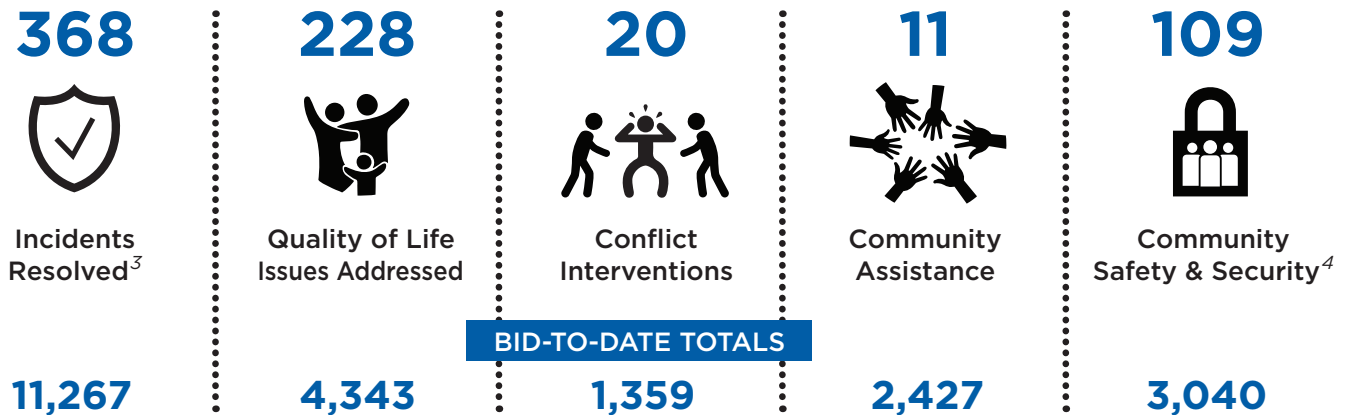 368
228
20
11
109
Incidents
Resolved3
Quality of Life
Issues Addressed
Conflict
Interventions
Community
Assistance
Community
Safety & Security4
BID-TO-DATE TOTALS
11,267
4,343
1,359
2,427
3,040